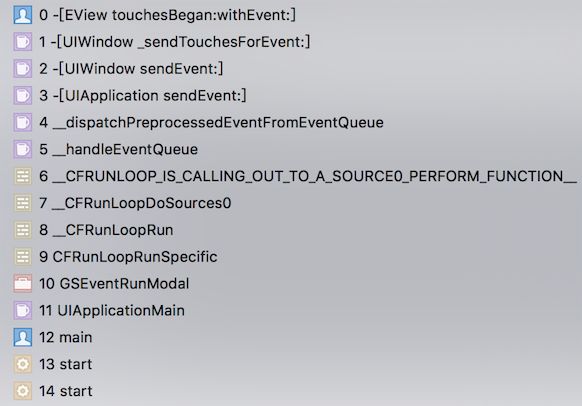 0 -[EView touchesBegan:withEvent:]
1 -[UIWindow _sendTouchesForEvent:]
2 -[UIWindow sendEvent:]
3 -[UIApplication sendEvent:]
4 __dispatchPreprocessedEventFromEventQueue
5 __handleEventQueue
6 __CFRUNLOOP_IS_CALLING_OUT_TO_A_SOURCE0_PERFORM_FUNCTION__
7 __CFRunLoopDoSources0
8 __CFRunLoopRun
9 CFRunLoopRunSpecific
10 GSEventRunModal
11 UIApplicationMain
12 main
13 start
14 start